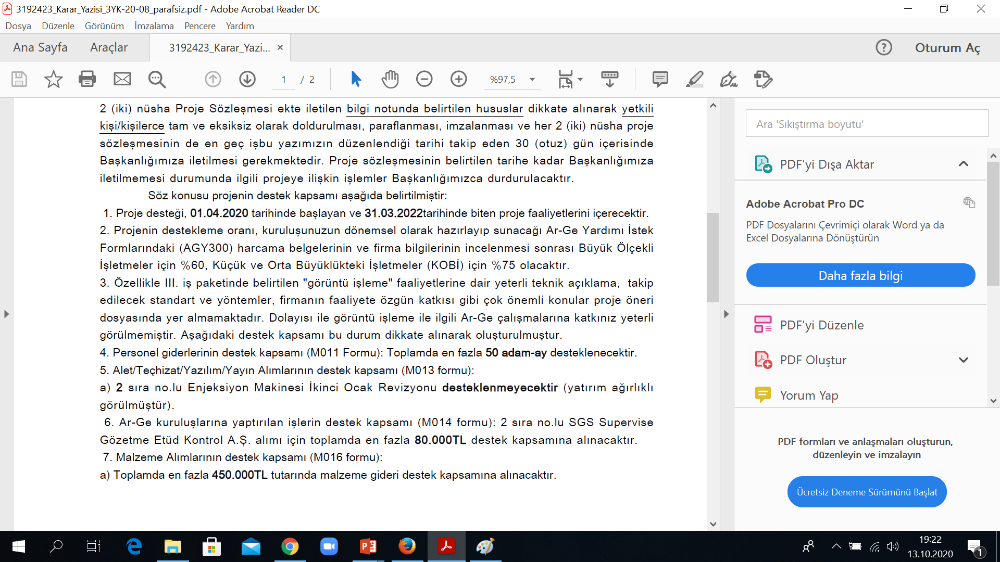 3192423_Karar_Yazisi_3YK-20-08_parafsiz.pdf - Adobe Acrobat Reader DC
Dosya Düzenle Görünüm İmzalama Pencere Yardım
Ana Sayfa Araçlar 3192423_Karar_Yazi... × ? Oturum Aç
1 / 2 %97,5
2 (iki) nüsha Proje Sözleşmesi ekte iletilen bilgi notunda belirtilen hususlar dikkate alınarak yetkili
kişi/kişilerce tam ve eksiksiz olarak doldurulması, paraflanması, imzalanması ve her 2 (iki) nüsha proje
sözleşmesinin de en geç işbu yazımızın düzenlendiği tarihi takip eden 30 (otuz) gün içerisinde
Başkanlığımıza iletilmesi gerekmektedir. Proje sözleşmesinin belirtilen tarihe kadar Başkanlığımıza
iletilmemesi durumunda ilgili projeye ilişkin işlemler Başkanlığımızca durdurulacaktır.
Söz konusu projenin destek kapsamı aşağıda belirtilmiştir:
1. Proje desteği, 01.04.2020 tarihinde başlayan ve 31.03.2022tarihinde biten proje faaliyetlerini içerecektir.
2. Projenin destekleme oranı, kuruluşunuzun dönemsel olarak hazırlayıp sunacağı Ar-Ge Yardımı İstek
Formlarındaki (AGY300) harcama belgelerinin ve firma bilgilerinin incelenmesi sonrası Büyük Ölçekli
İşletmeler için %60, Küçük ve Orta Büyüklükteki İşletmeler (KOBİ) için %75 olacaktır.
3. Özellikle III. iş paketinde belirtilen "görüntü işleme" faaliyetlerine dair yeterli teknik açıklama, takip
edilecek standart ve yöntemler, firmanın faaliyete özgün katkısı gibi çok önemli konular proje öneri
dosyasında yer almamaktadır. Dolayısı ile görüntü işleme ile ilgili Ar-Ge çalışmalarına katkınız yeterli
görülmemiştir. Aşağıdaki destek kapsamı bu durum dikkate alınarak oluşturulmuştur.
4. Personel giderlerinin destek kapsamı (M011 Formu): Toplamda en fazla 50 adam-ay desteklenecektir.
5. Alet/Teçhizat/Yazılım/Yayın Alımlarının destek kapsamı (M013 formu):
a) 2 sıra no.lu Enjeksiyon Makinesi İkinci Ocak Revizyonu desteklenmeyecektir (yatırım ağırlıklı
görülmüştür).
6. Ar-Ge kuruluşlarına yaptırılan işlerin destek kapsamı (M014 formu): 2 sıra no.lu SGS Supervise
Gözetme Etüd Kontrol A.Ş. alımı için toplamda en fazla 80.000TL destek kapsamına alınacaktır.
7. Malzeme Alımlarının destek kapsamı (M016 formu):
a) Toplamda en fazla 450.000TL tutarında malzeme gideri destek kapsamına alınacaktır.
Ara 'Sıkıştırma boyutu'
PDF'yi Dışa Aktar
Adobe Acrobat Pro DC
PDF Dosyalarını Çevrimiçi olarak Word ya da
Excel Dosyalarına Dönüştürün
Daha fazla bilgi
PDF'yi Düzenle
PDF Oluştur
Yorum Yap
PDF formları ve anlaşmaları oluşturun,
düzenleyin ve imzalayın
Ücretsiz Deneme Sürümünü Başlat
19:22
13.10.2020
1